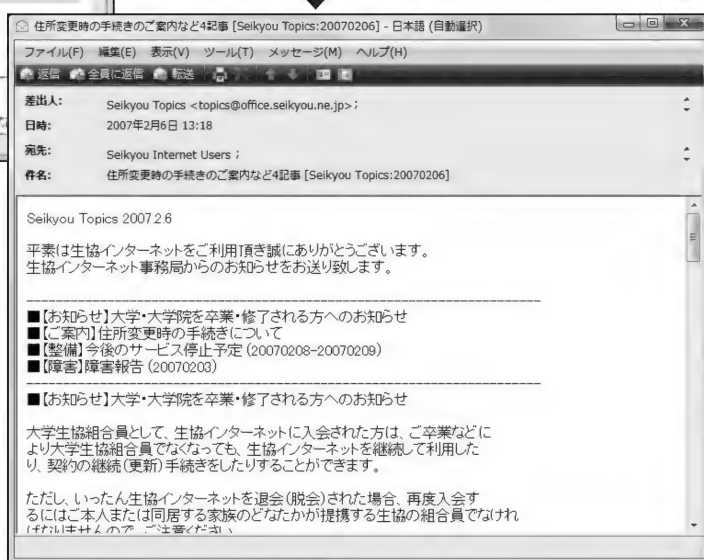 住所変更時の手続きのご案内など4記事 [Seikyou Topics:20070206] - 日本語 (自動選択)
ファイル(F) 編集(E) 表示(V) ツール(T) メッセージ(M) ヘルプ(H)
返信 全員に返信 転送
差出人: Seikyou Topics <topics@office.seikyou.ne.jp>;
日時: 2007年2月6日 13:18
宛先: Seikyou Internet Users ;
件名: 住所変更時の手続きのご案内など4記事 [Seikyou Topics:20070206]
Seikyou Topics 2007.2.6
平素は生協インターネットをご利用頂き誠にありがとうございます。
生協インターネット事務局からのお知らせをお送り致します。
------------------------------------------------------------------------
■【お知らせ】大学・大学院を卒業・修了される方へのお知らせ
■【ご案内】住所変更時の手続きについて
■【整備】今後のサービス停止予定 (20070208-20070209)
■【障害】障害報告 (20070203)
------------------------------------------------------------------------
■【お知らせ】大学・大学院を卒業・修了される方へのお知らせ
大学生協組合員として、生協インターネットに入会された方は、ご卒業などに
より大学生協組合員でなくなっても、生協インターネットを継続して利用した
り、契約の継続(更新)手続きをしたりすることができます。
ただし、いったん生協インターネットを退会(脱会)された場合、再度入会す
るにはご本人または同居する家族のどなたかが提携する生協の組合員でなけれ
ばなりませんので、ご注意ください